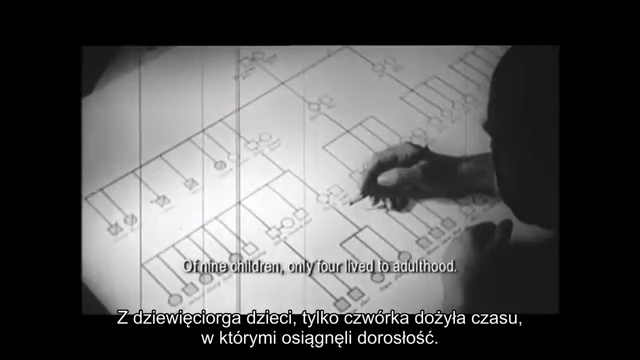 Of nine children, only four lived to adulthood.
Z dziewięciorga dzieci, tylko czwórka dożyła czasu,
w którymi osiągnęli dorosłość.